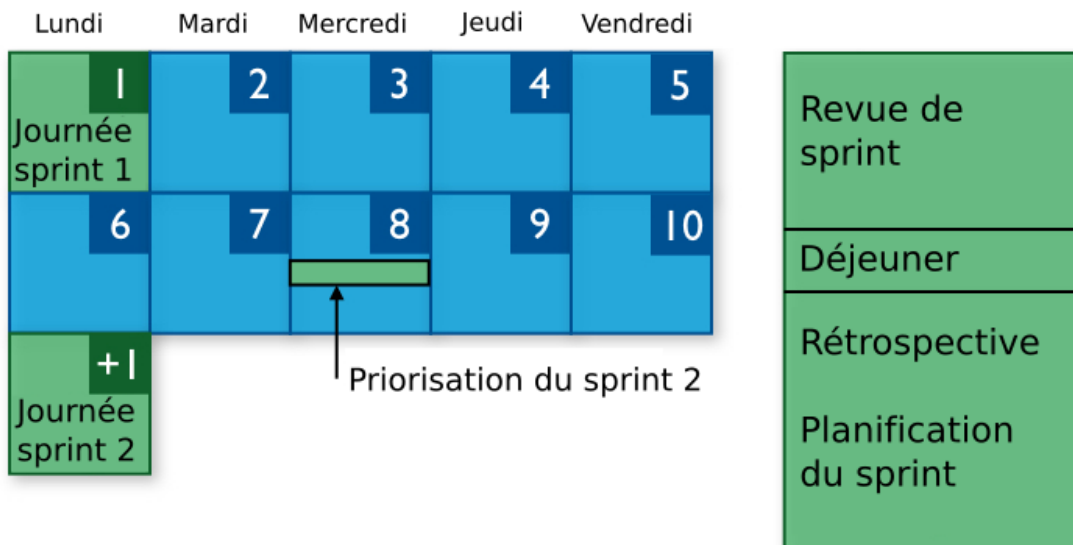 Lundi Mardi Mercredi Jeudi Vendredi
1 2 3 4 5
Journée
sprint 1
6 7 8 9 10
+1
Journée
sprint 2
Priorisation du sprint 2
Revue de
sprint
Déjeuner
Rétrospective
Planification
du sprint